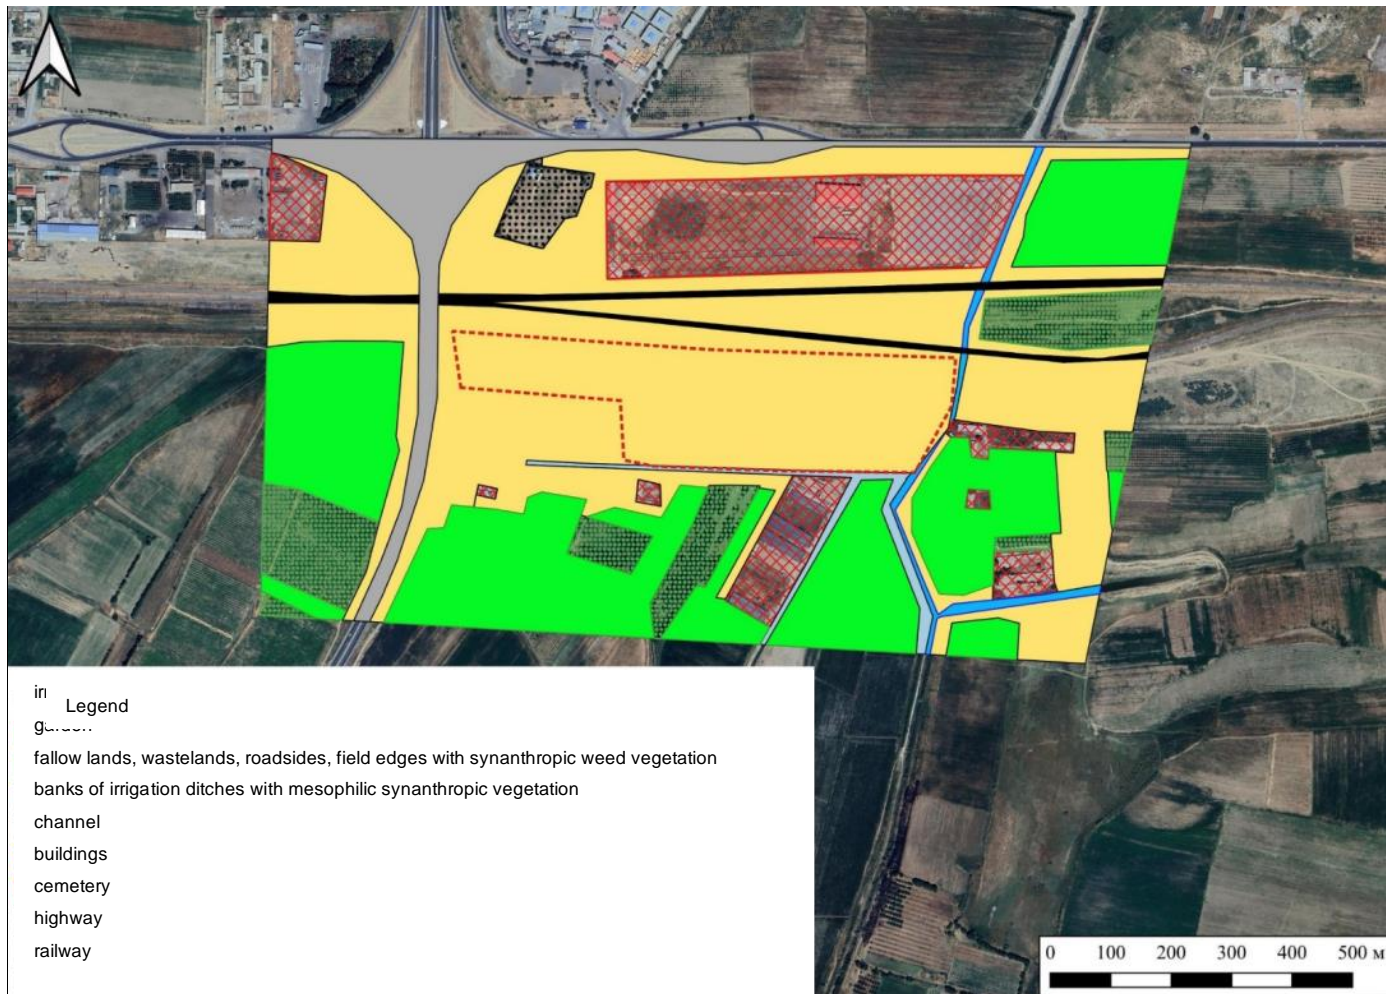 Legend
fallow lands, wastelands, roadsides, field edges with synanthropic weed vegetation
banks of irrigation ditches with mesophilic synanthropic vegetation
channel
buildings
cemetery
highway
railway
0 100 200 300 400 500 м